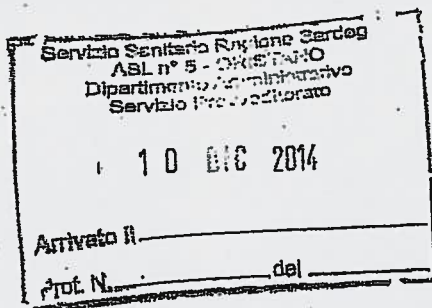 Servizio Sanitario Regione Sardeg
ASL n° 5 - ORISTANO
Dipartimento Amministrativo
Servizio Provveditorato
10 DIC 2014
Arrivato il
Prot. N. del